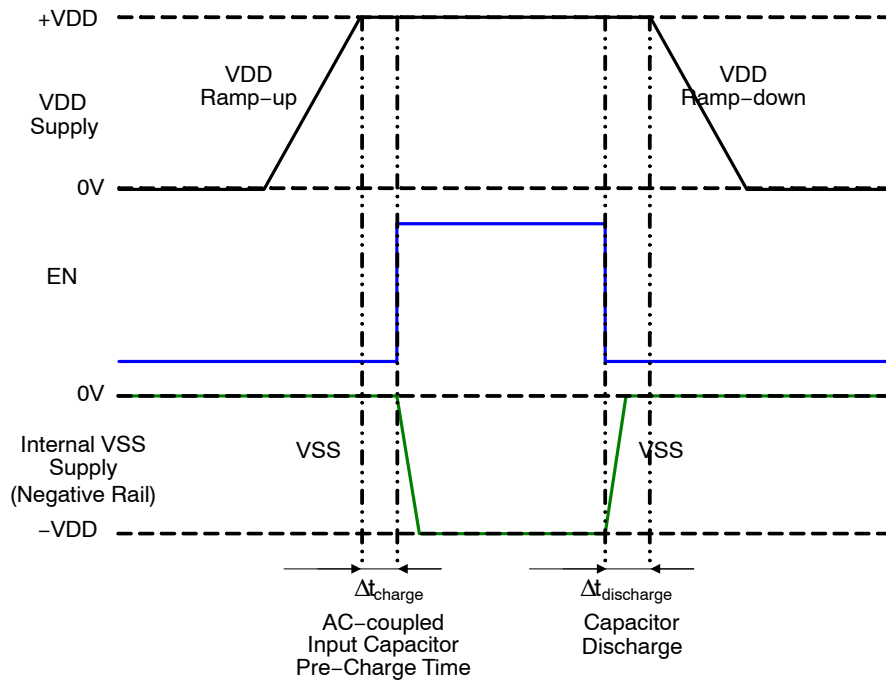 +VDD
VDD
Ramp−up
VDD
Ramp−down
VDD
Supply
0V
EN
0V
Internal VSS
Supply
(Negative Rail)
VSS
VSS
−VDD
Δtcharge
Δtdischarge
AC−coupled
Input Capacitor
Pre−Charge Time
Capacitor
Discharge